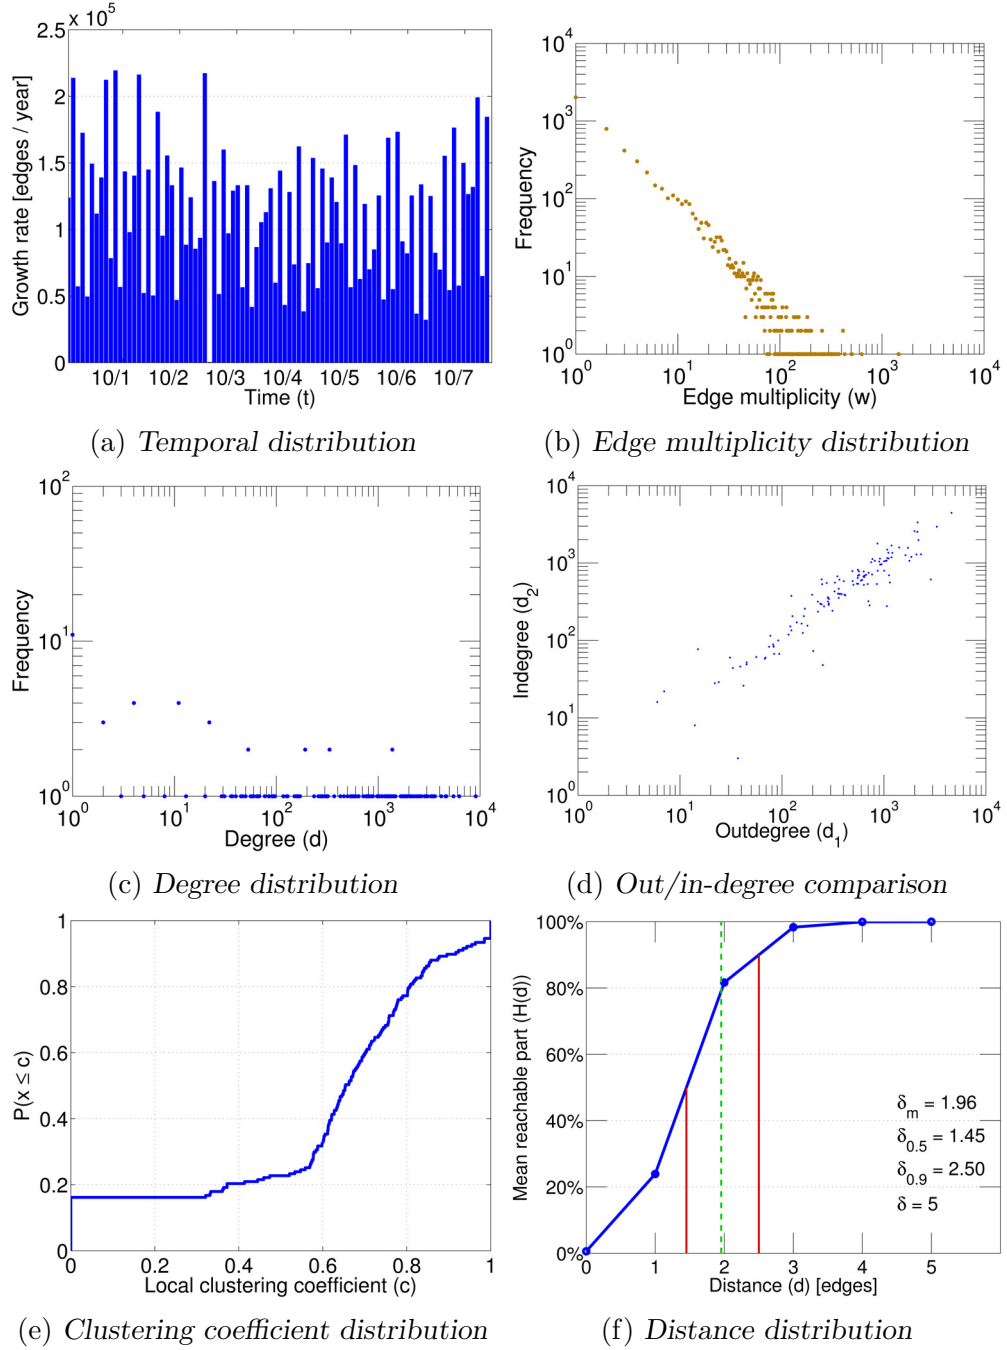 x 10^5
2.5
2
1.5
1
0.5
0
Growth rate [edges / year]
10/1 10/2 10/3 10/4 10/5 10/6 10/7
Time (t)
(a) Temporal distribution
10^4
10^3
10^2
10^1
10^0
Frequency
10^0 10^1 10^2 10^3 10^4
Edge multiplicity (w)
(b) Edge multiplicity distribution
10^2
10^1
10^0
Frequency
10^0 10^1 10^2 10^3 10^4
Degree (d)
(c) Degree distribution
10^4
10^3
10^2
10^1
10^0
Indegree (d_2)
10^0 10^1 10^2 10^3 10^4
Outdegree (d_1)
(d) Out/in-degree comparison
1
0.8
0.6
0.4
0.2
0
P(x ≤ c)
0 0.2 0.4 0.6 0.8 1
Local clustering coefficient (c)
(e) Clustering coefficient distribution
100%
80%
60%
40%
20%
0%
Mean reachable part (H(d))
δ_m = 1.96
δ_0.5 = 1.45
δ_0.9 = 2.50
δ = 5
0 1 2 3 4 5
Distance (d) [edges]
(f) Distance distribution